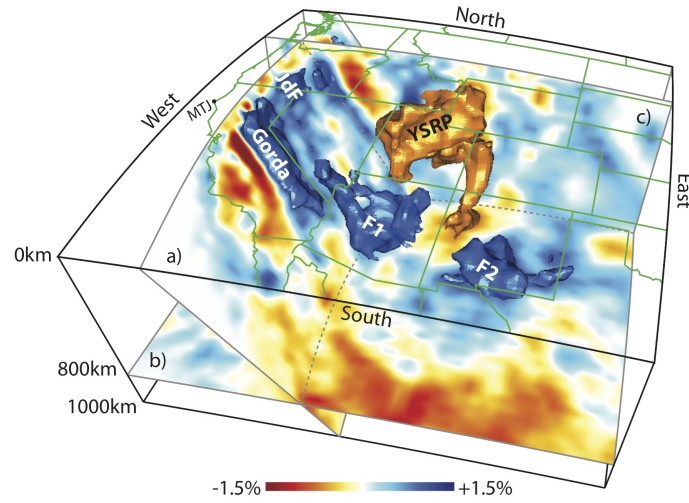 North
West
MTJ
JdF
Gorda
YSRP
c)
East
F1
F2
0km
a)
South
b)
800km
1000km
-1.5%
+1.5%